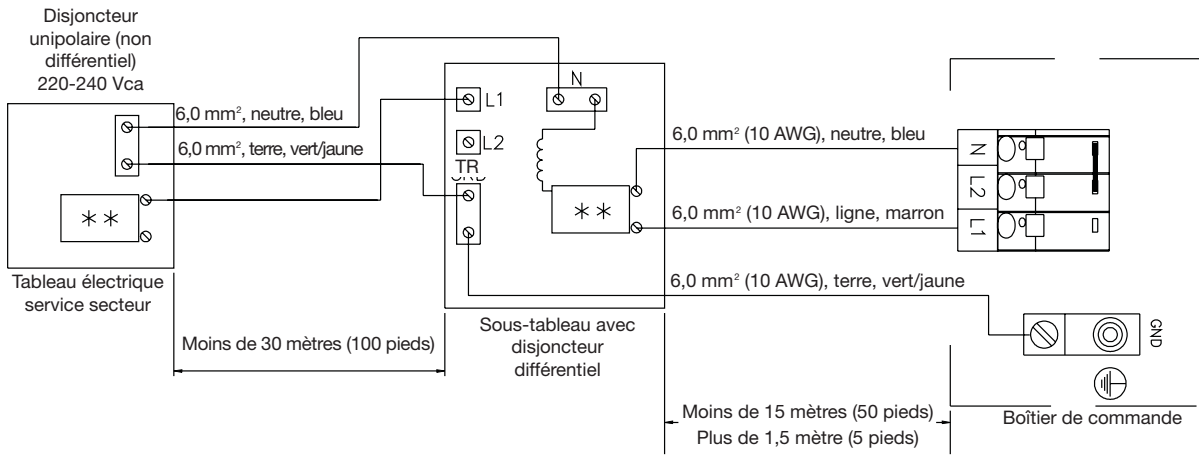 Disjoncteur
unipolaire (non
différentiel)
220-240 Vca
6,0 mm², neutre, bleu
6,0 mm², terre, vert/jaune
**
Tableau électrique
service secteur
Moins de 30 mètres (100 pieds)
N
L1
L2
TR
**
Sous-tableau avec
disjoncteur
différentiel
6,0 mm² (10 AWG), neutre, bleu
6,0 mm² (10 AWG), ligne, marron
6,0 mm² (10 AWG), terre, vert/jaune
Moins de 15 mètres (50 pieds)
Plus de 1,5 mètre (5 pieds)
N
L2
L1
GND
Boîtier de commande